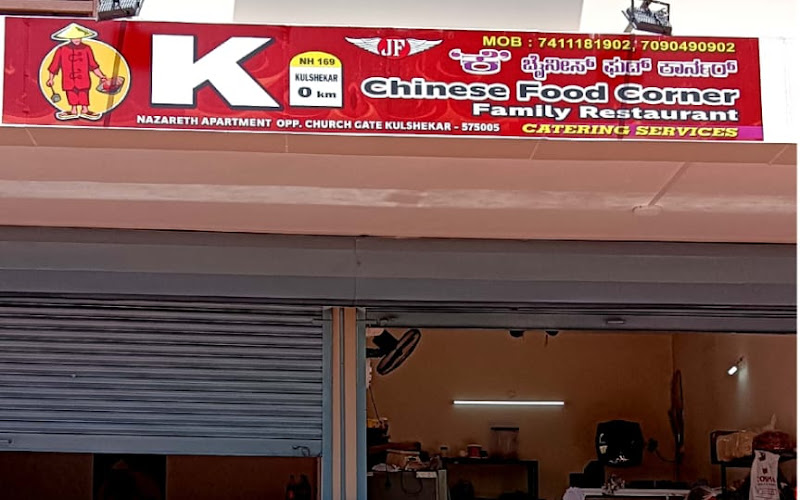 K
NH 169
KULSHEKAR
0 km
JF
MOB : 7411181902, 7090490902
'ಕೆ' ಚೈನೀಸ್ ಫುಡ್ ಕಾರ್ನರ್
Chinese Food Corner
Family Restaurant
NAZARETH APARTMENT OPP. CHURCH GATE KULSHEKAR - 575005
CATERING SERVICES